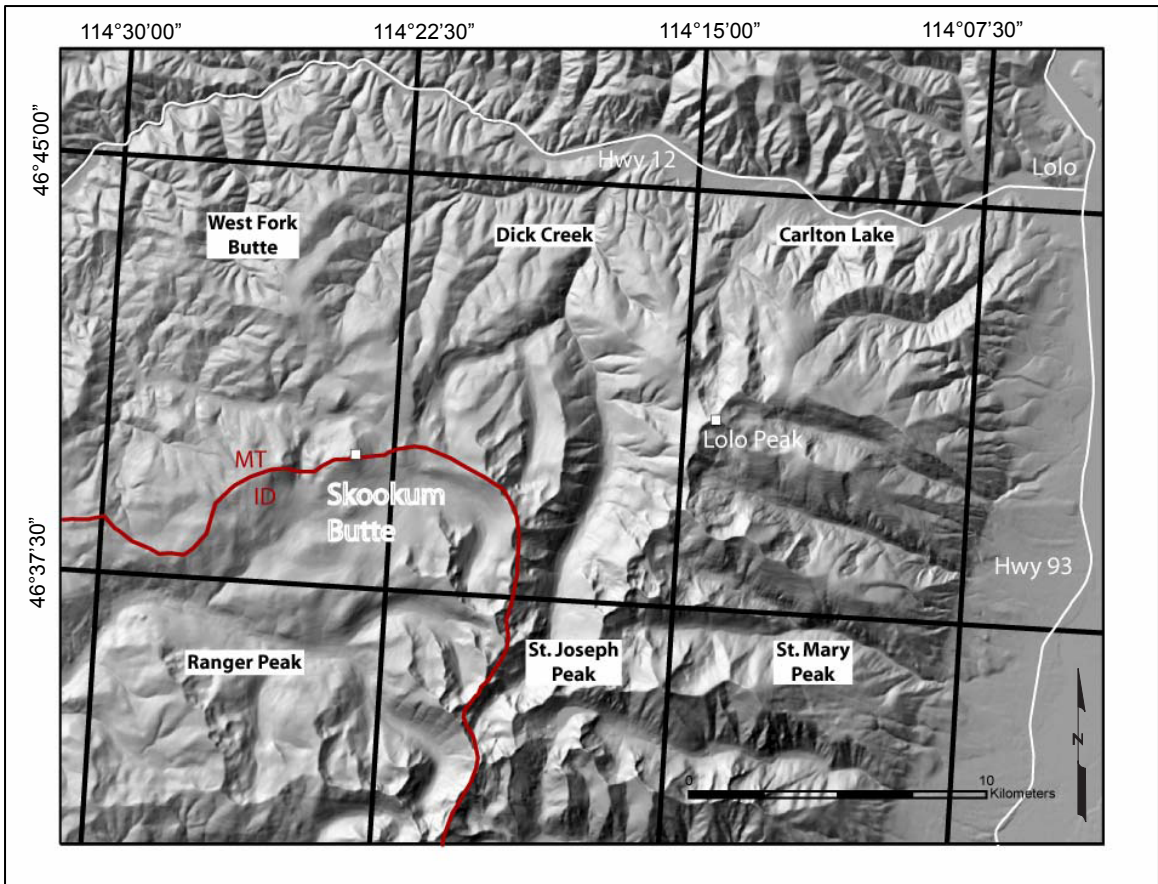 114°30’00”
114°22’30”
114°15’00”
114°07’30”
46°45’00”
Hwy 12
Lolo
West Fork
Butte
Dick Creek
Carlton Lake
Lolo Peak
MT
ID
Skookum
Butte
46°37’30”
Hwy 93
Ranger Peak
St. Joseph
Peak
St. Mary
Peak
N
0
10
Kilometers